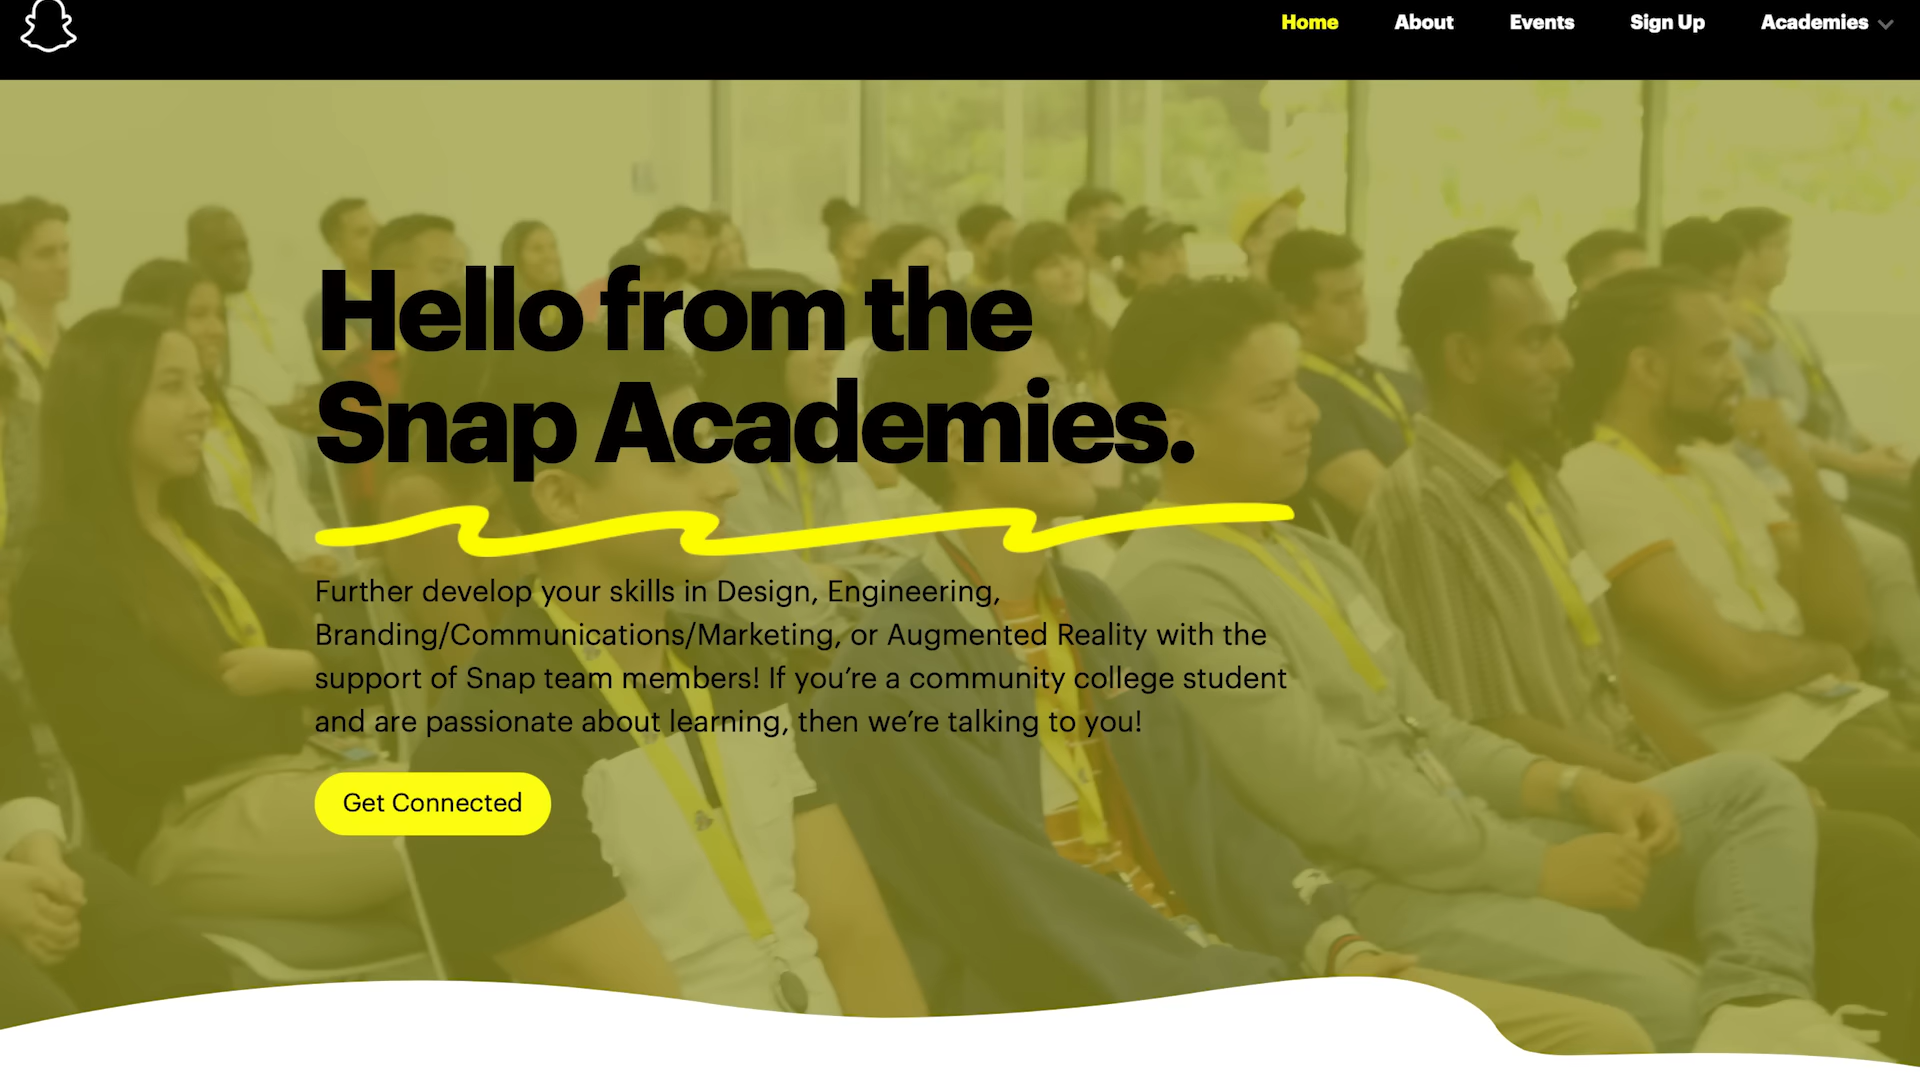 Home
About
Events
Sign Up
Academies
Hello from the
Snap Academies.
Further develop your skills in Design, Engineering,
Branding/Communications/Marketing, or Augmented Reality with the
support of Snap team members! If you’re a community college student
and are passionate about learning, then we’re talking to you!
Get Connected